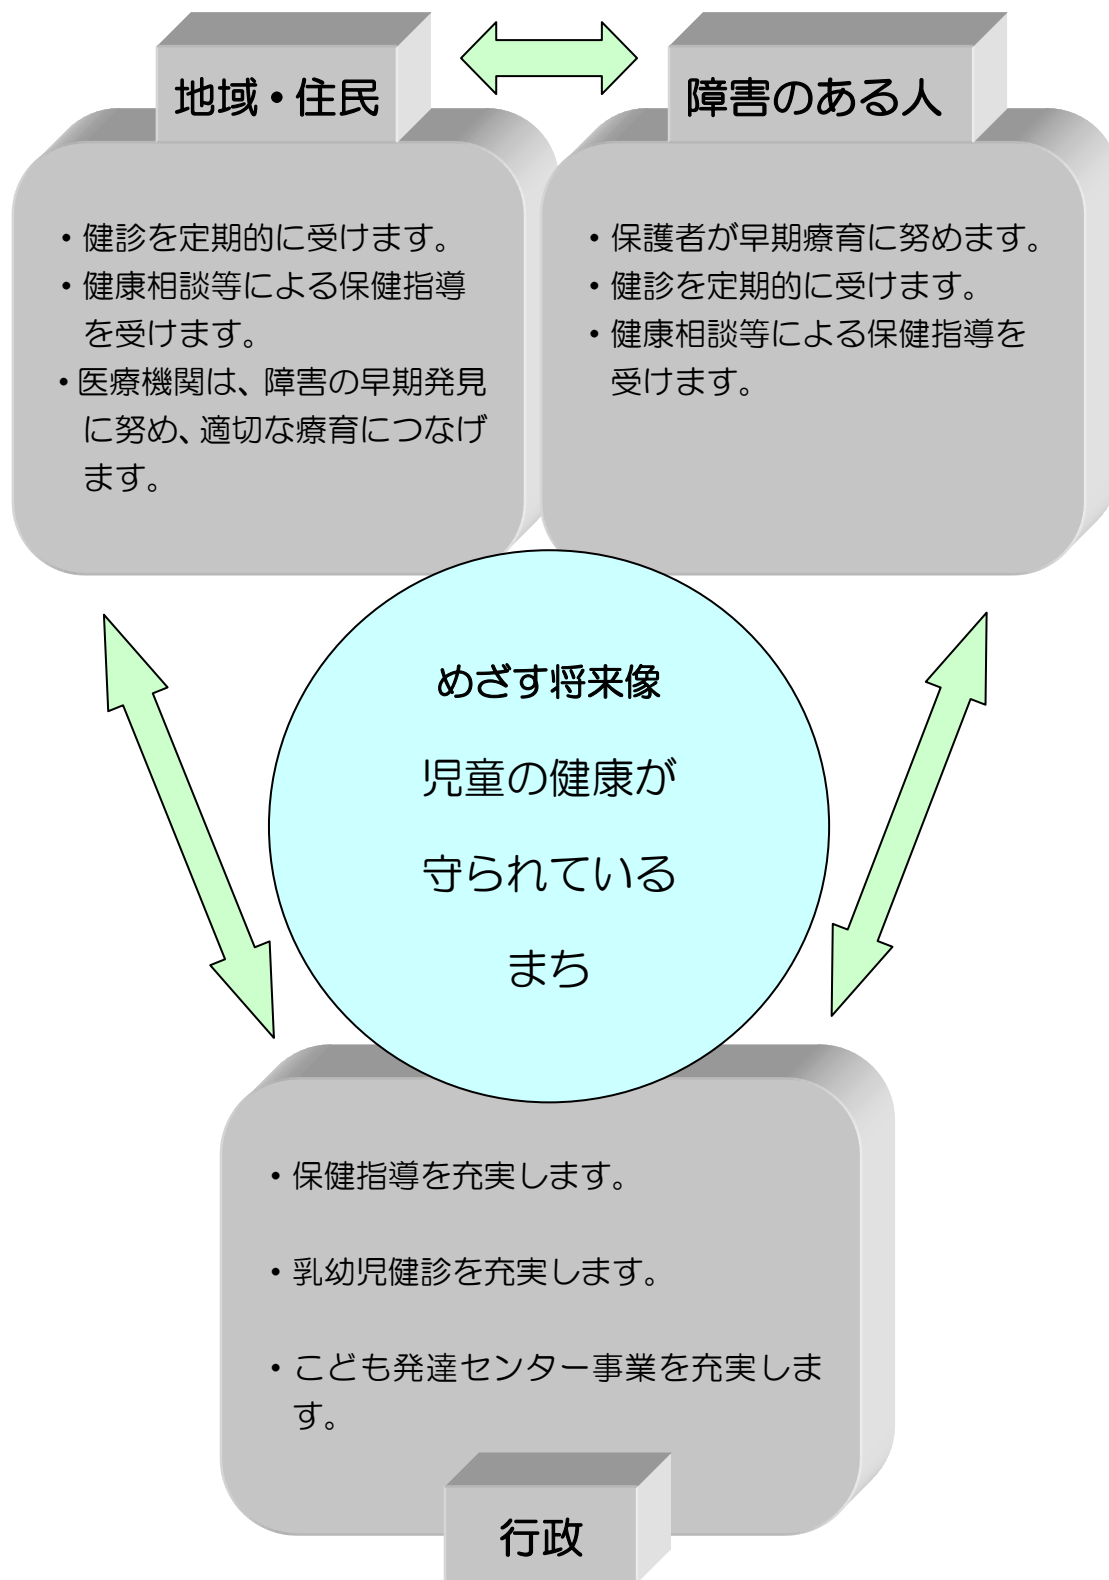 地域・住民
・健診を定期的に受けます。
・健康相談等による保健指導
を受けます。
・医療機関は、障害の早期発見
に努め、適切な療育につなげ
ます。
障害のある人
・保護者が早期療育に努めます。
・健診を定期的に受けます。
・健康相談等による保健指導を
受けます。
めざす将来像
児童の健康が
守られている
まち
・保健指導を充実します。
・乳幼児健診を充実します。
・こども発達センター事業を充実しま
す。
行政